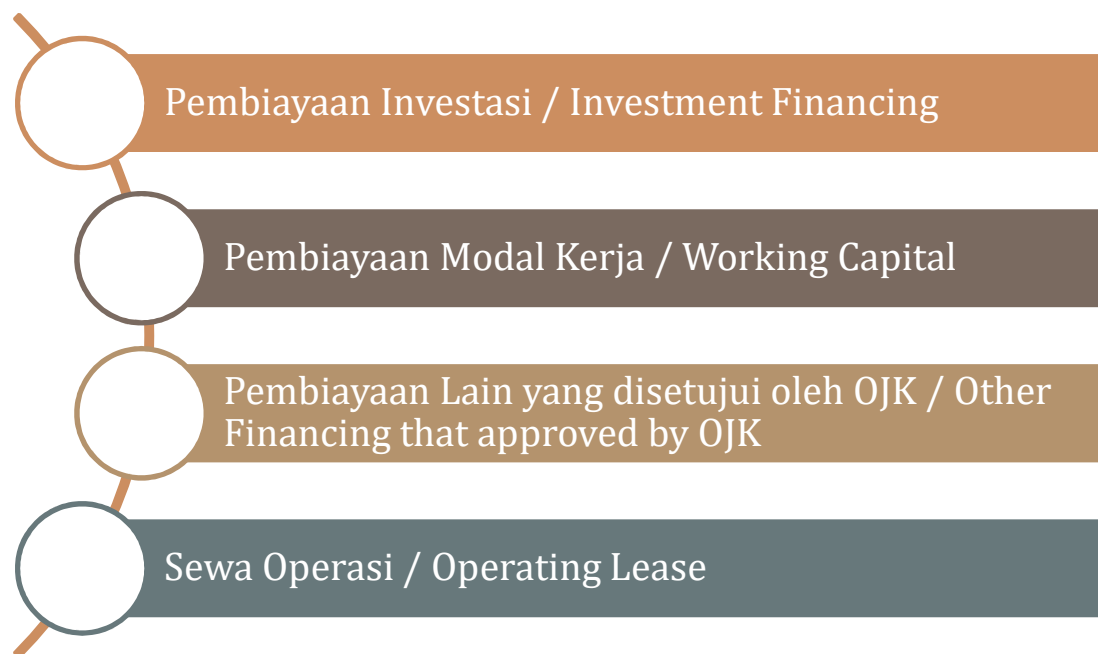 Pembiayaan Investasi / Investment Financing
Pembiayaan Modal Kerja / Working Capital
Pembiayaan Lain yang disetujui oleh OJK / Other
Financing that approved by OJK
Sewa Operasi / Operating Lease